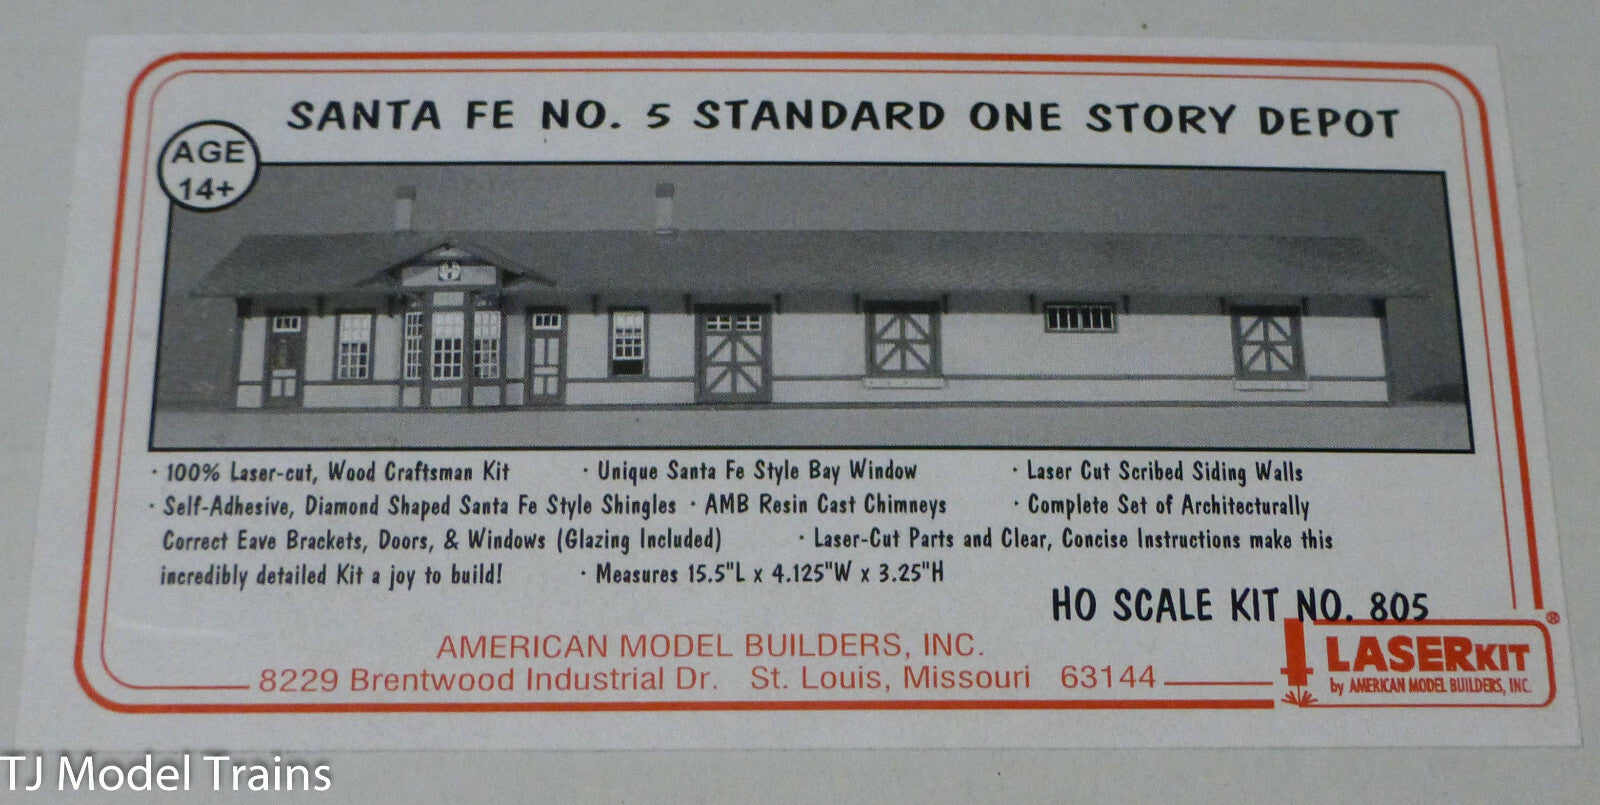 SANTA FE NO. 5 STANDARD ONE STORY DEPOT
AGE
14+
· 100% Laser-cut, Wood Craftsman Kit · Unique Santa Fe Style Bay Window · Laser Cut Scribed Siding Walls
· Self-Adhesive, Diamond Shaped Santa Fe Style Shingles · AMB Resin Cast Chimneys · Complete Set of Architecturally
Correct Eave Brackets, Doors, & Windows (Glazing Included) · Laser-Cut Parts and Clear, Concise Instructions make this
incredibly detailed Kit a joy to build! · Measures 15.5"L x 4.125"W x 3.25"H
HO SCALE KIT NO. 805
AMERICAN MODEL BUILDERS, INC.
8229 Brentwood Industrial Dr. St. Louis, Missouri 63144
LASERKIT ®
by AMERICAN MODEL BUILDERS, INC.
TJ Model Trains